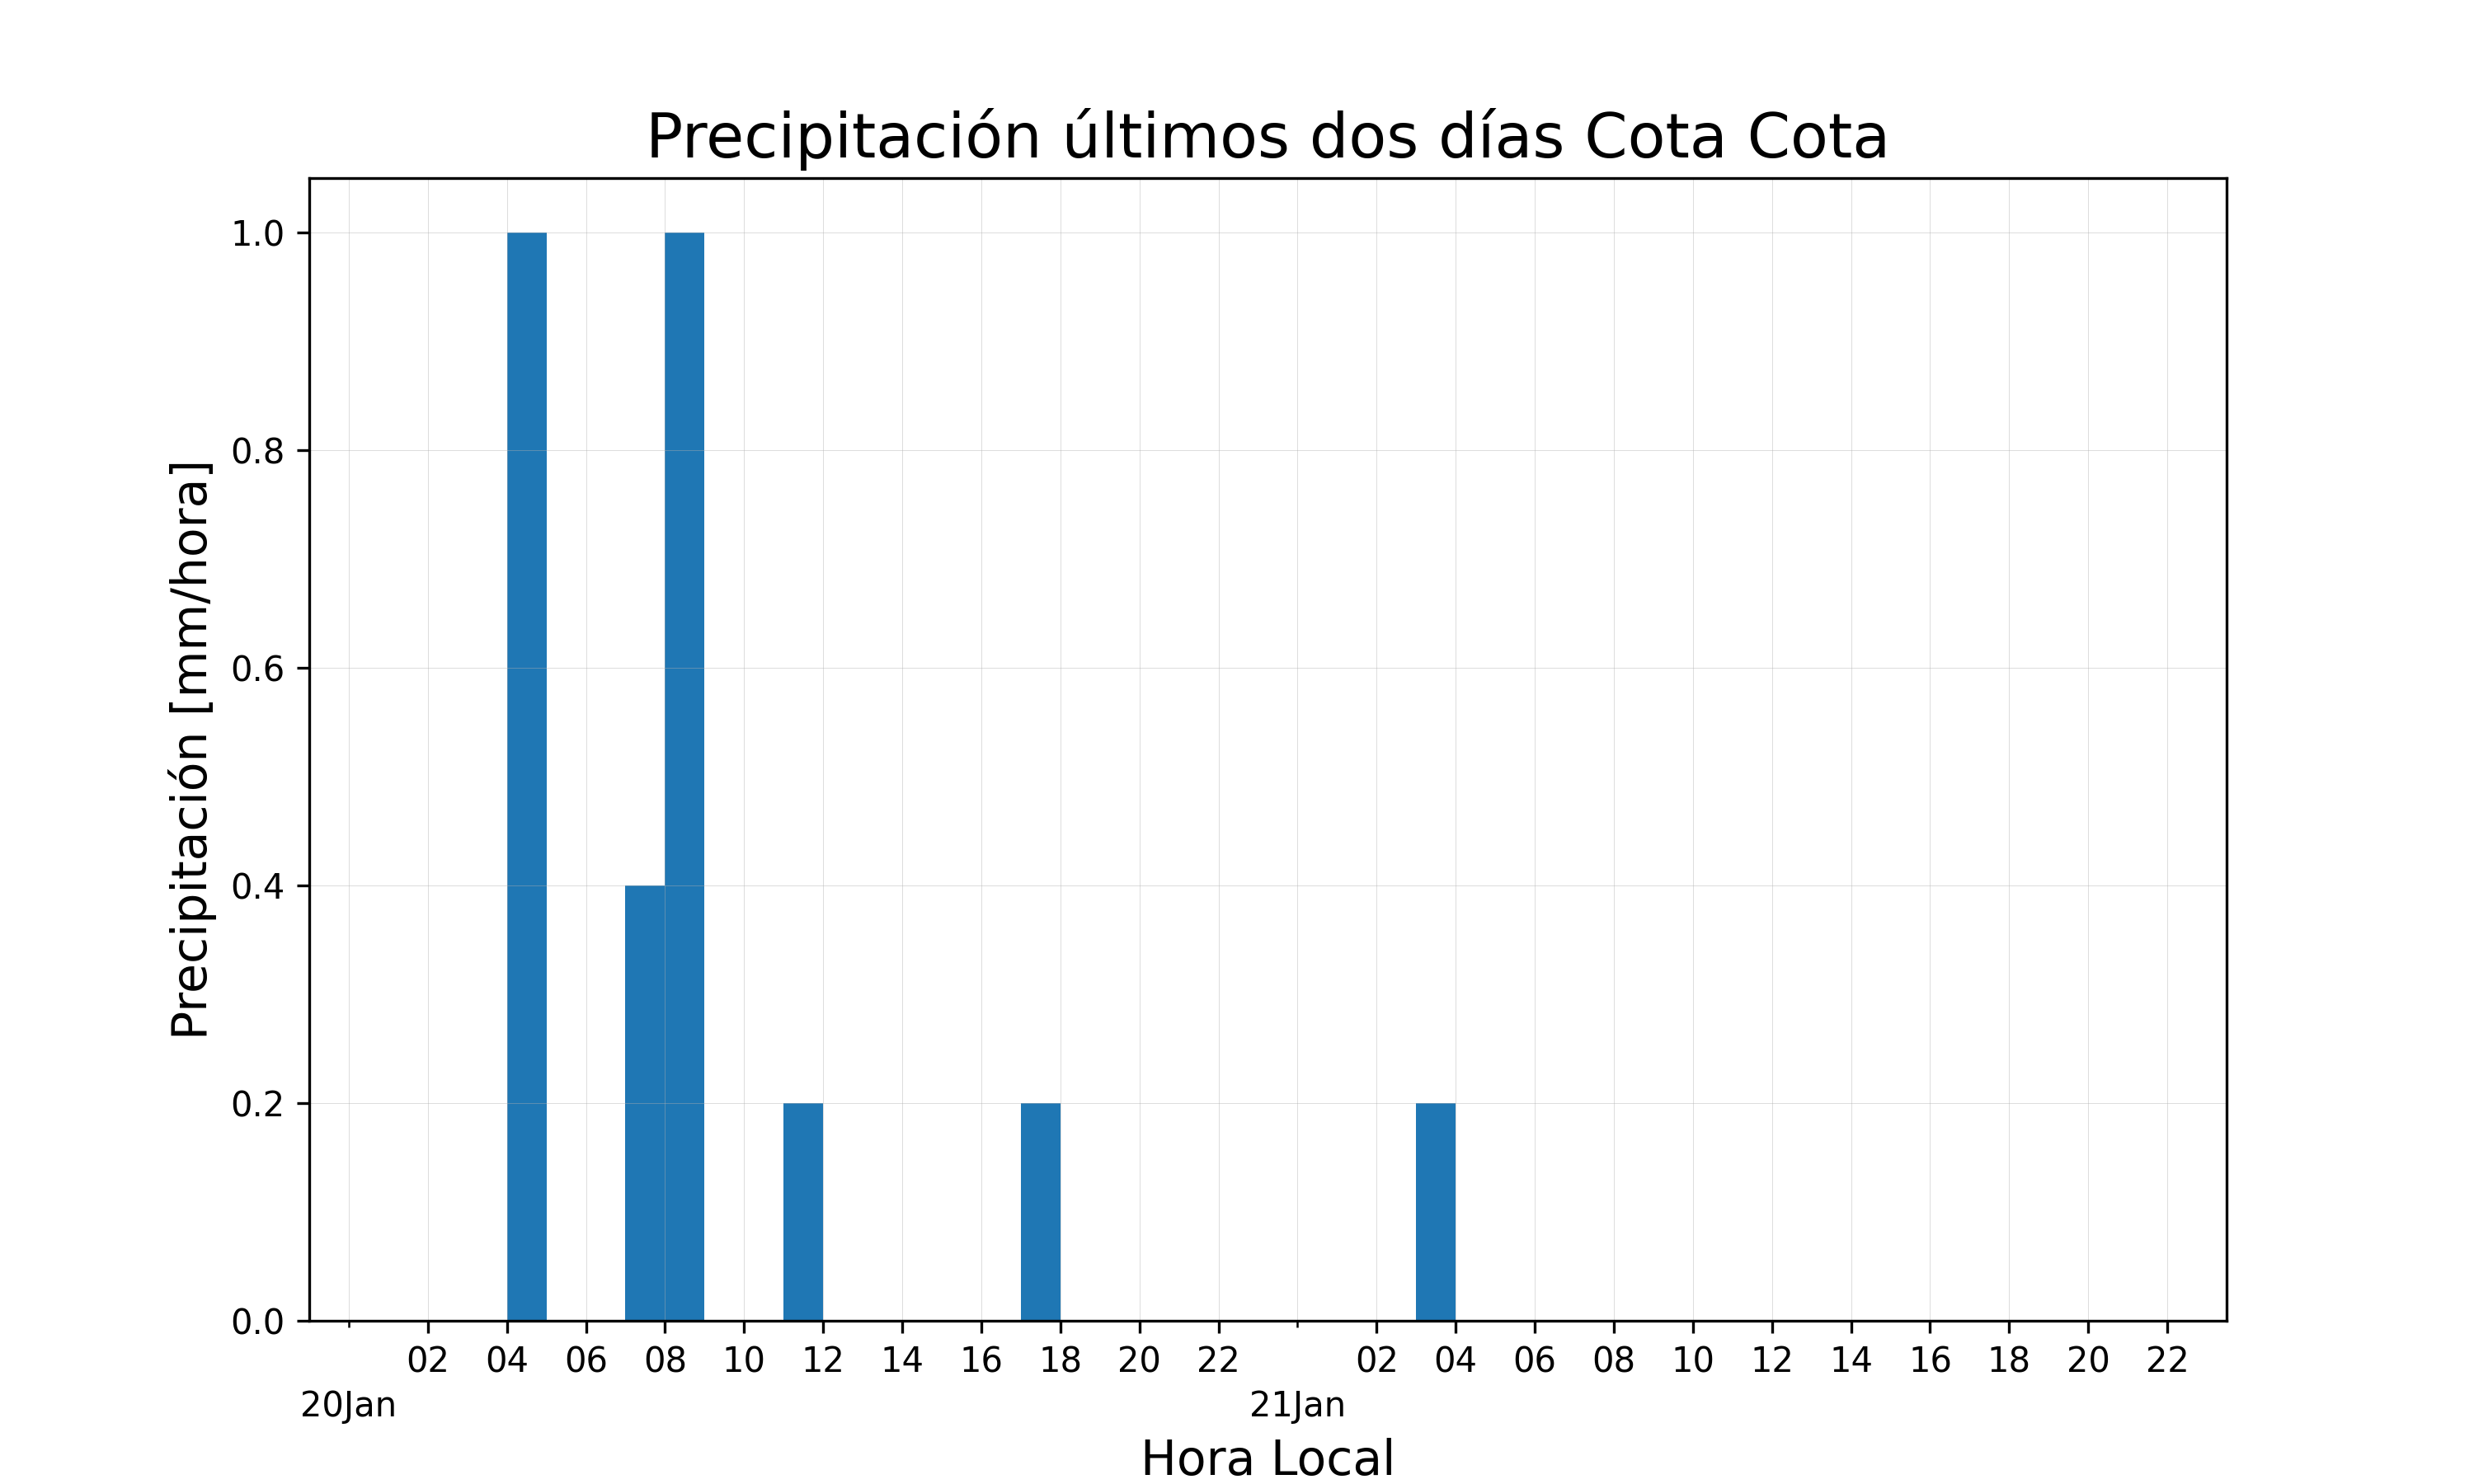 Precipitación últimos dos días Cota Cota
Precipitación [mm/hora]
1.0
0.8
0.6
0.4
0.2
0.0
02 04 06 08 10 12 14 16 18 20 22 02 04 06 08 10 12 14 16 18 20 22
20Jan 21Jan
Hora Local